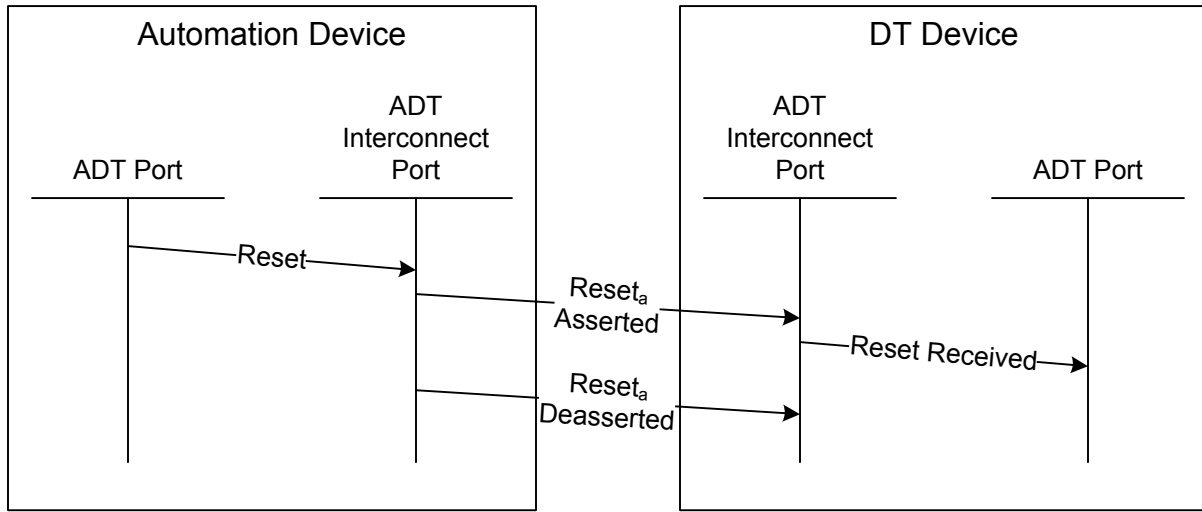 Automation Device
DT Device
ADT
Interconnect
Port
ADT
Interconnect
Port
ADT Port
ADT Port
Reset
Resetₐ
Asserted
Reset Received
Resetₐ
Deasserted